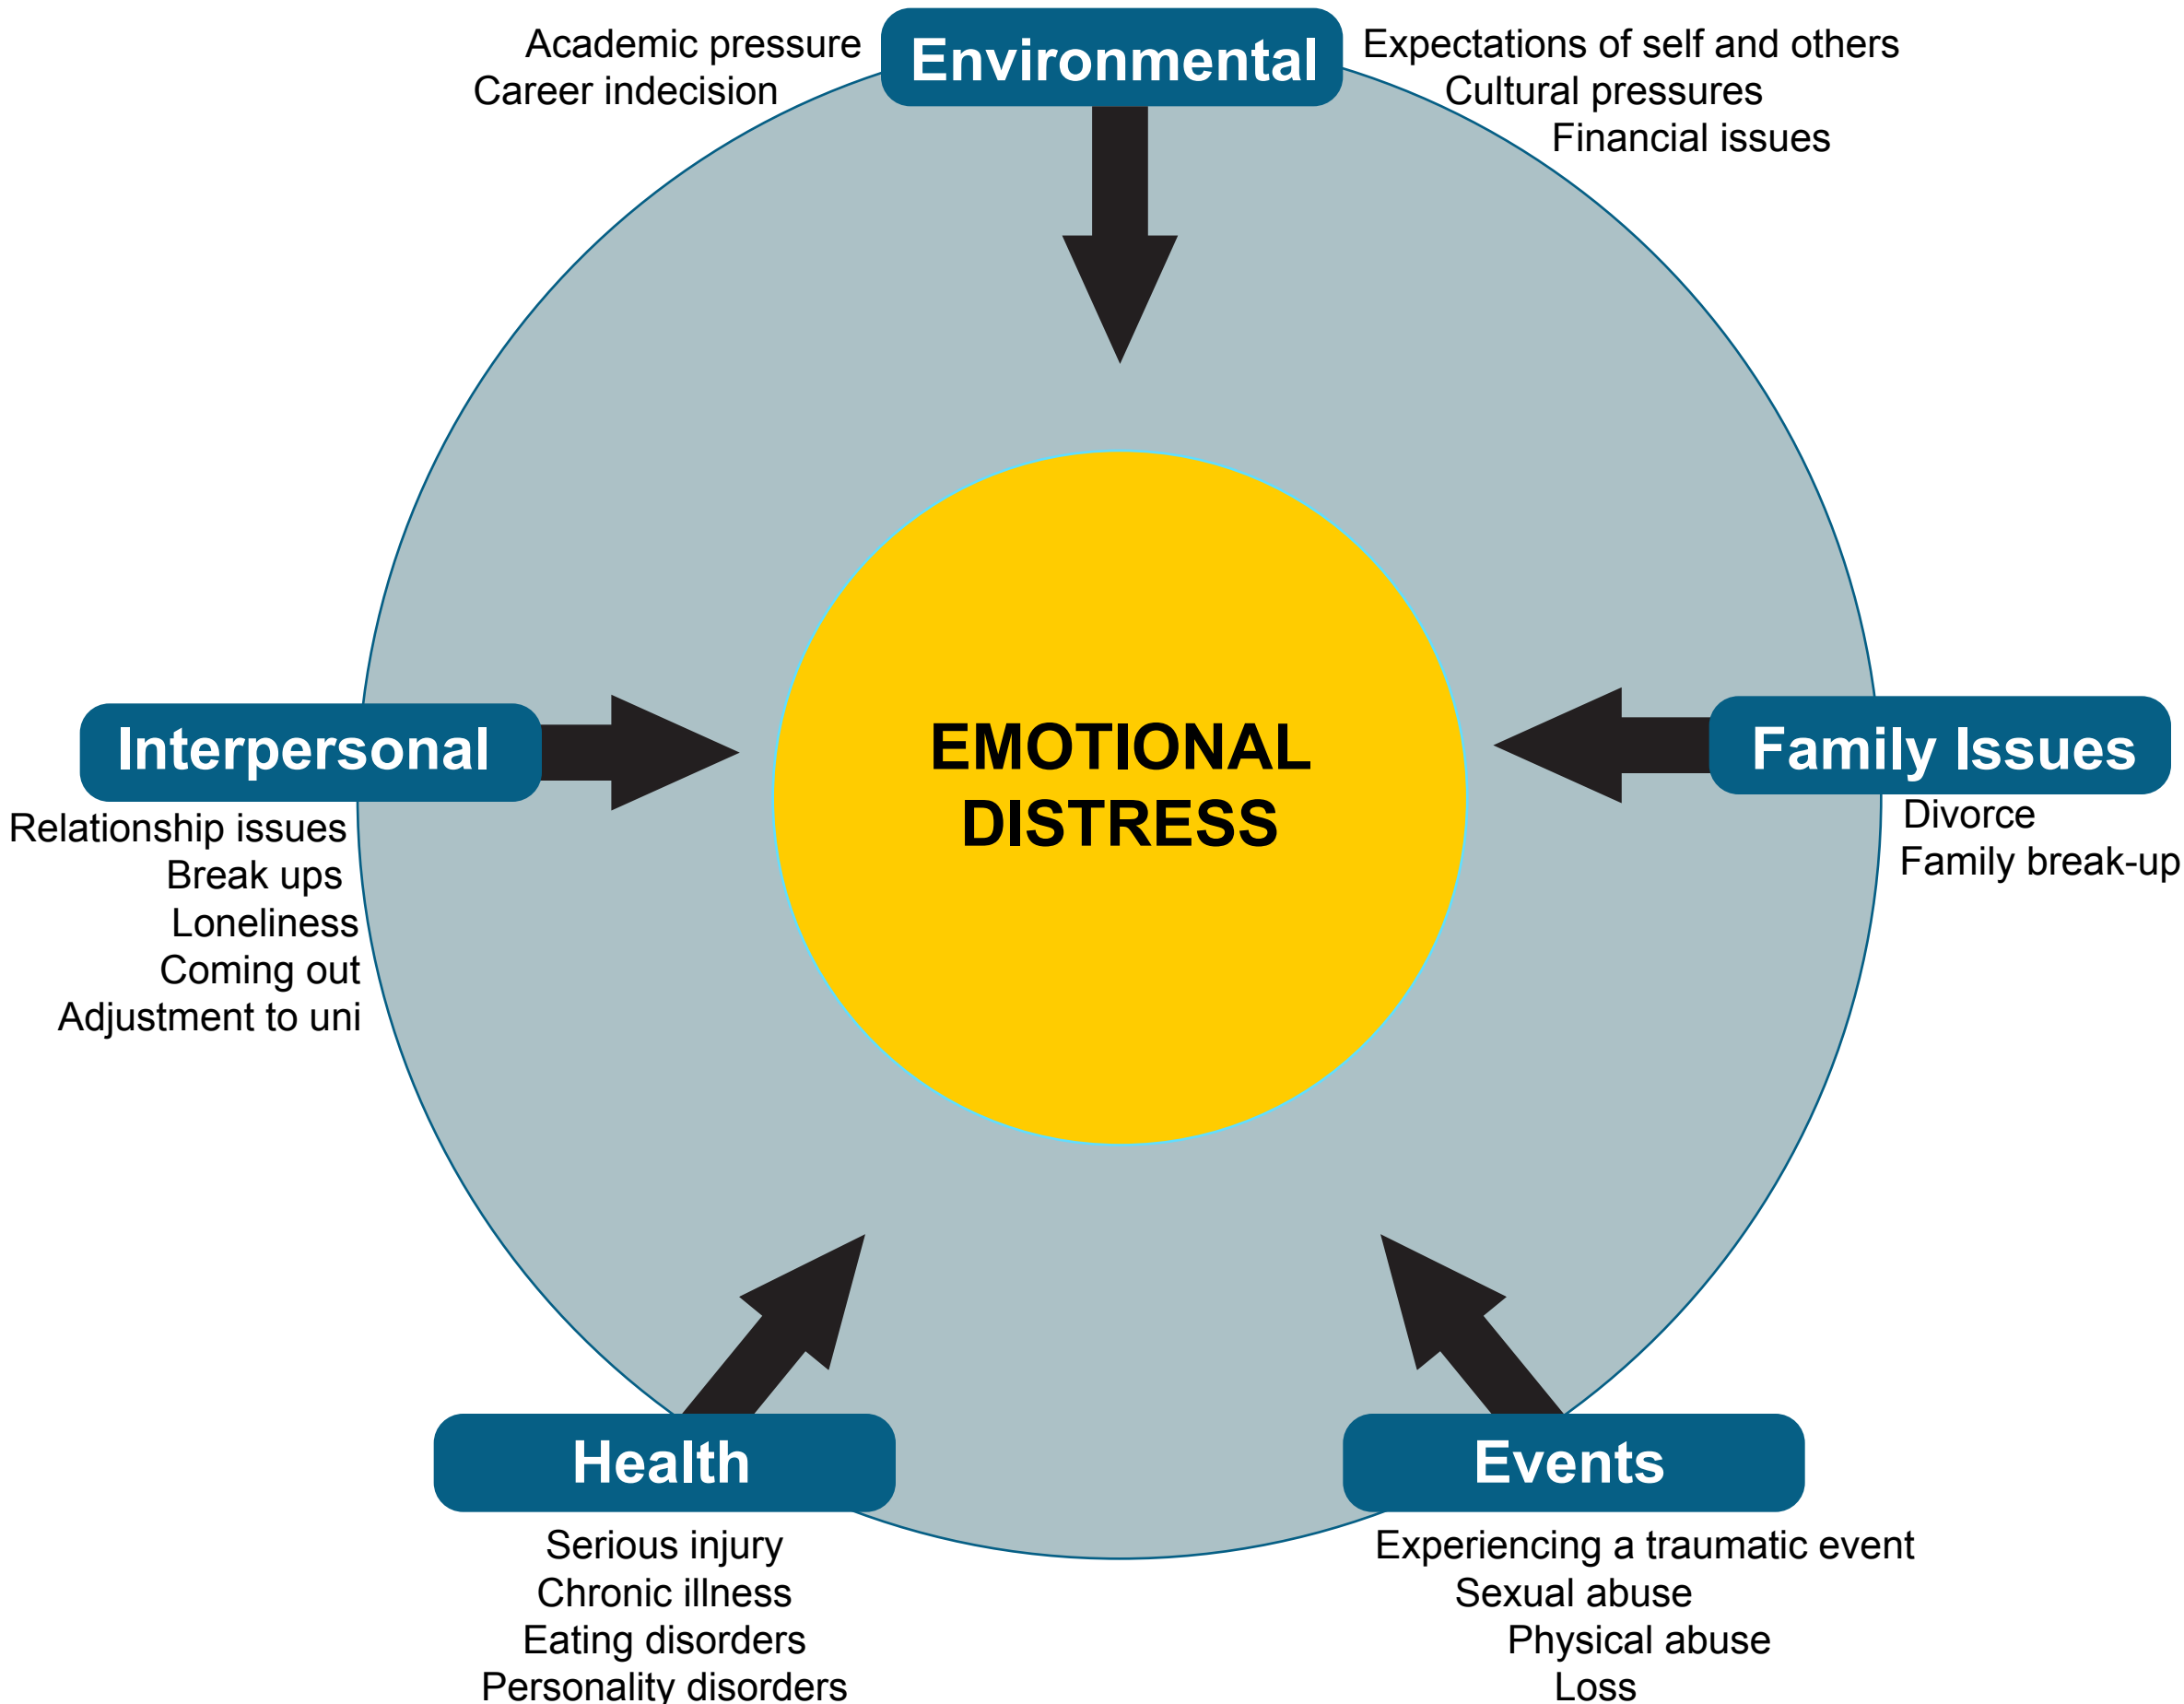 Academic pressure
Career indecision
Environmental
Expectations of self and others
Cultural pressures
Financial issues
EMOTIONAL
DISTRESS
Interpersonal
Relationship issues
Break ups
Loneliness
Coming out
Adjustment to uni
Family Issues
Divorce
Family break-up
Health
Serious injury
Chronic illness
Eating disorders
Personality disorders
Events
Experiencing a traumatic event
Sexual abuse
Physical abuse
Loss